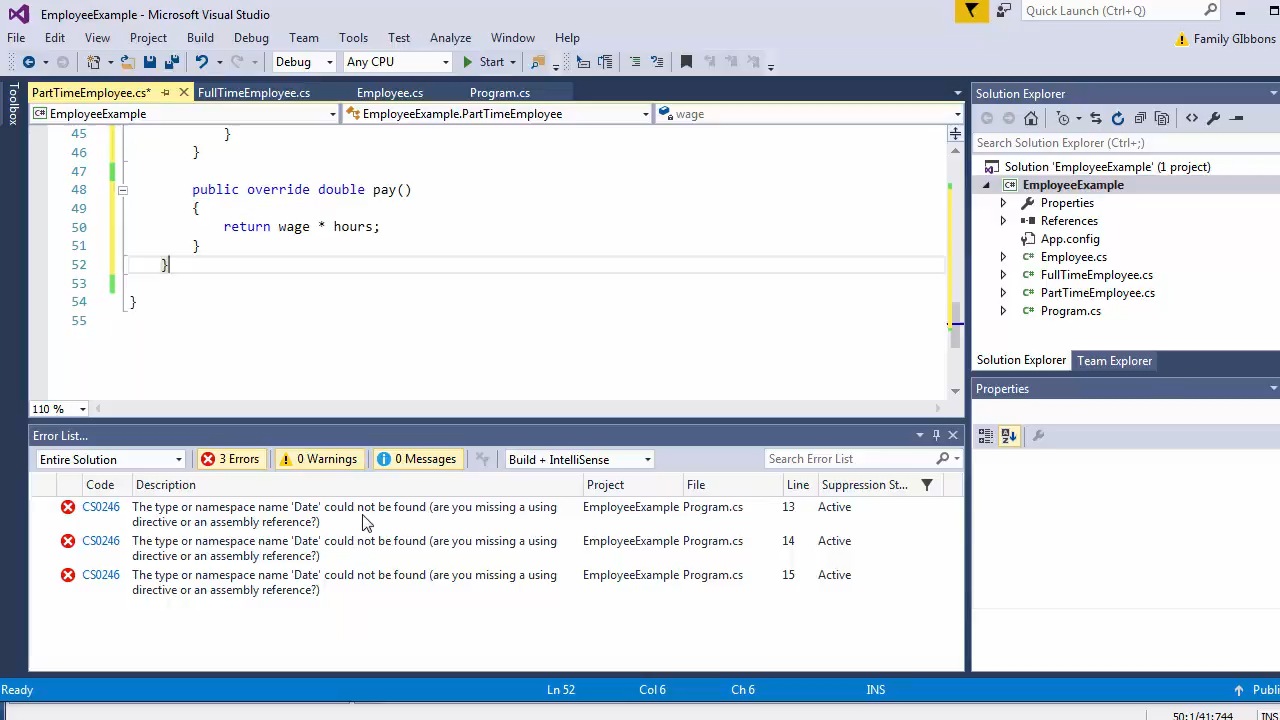 EmployeeExample - Microsoft Visual Studio
Quick Launch (Ctrl+Q)
File Edit View Project Build Debug Team Tools Test Analyze Window Help
Family Gibbons
Debug Any CPU Start
Toolbox
PartTimeEmployee.cs* FullTimeEmployee.cs Employee.cs Program.cs
EmployeeExample EmployeeExample.PartTimeEmployee wage
45 }
46 }
47
48 public override double pay()
49 {
50 return wage * hours;
51 }
52 }
53
54 }
55
110 %
Solution Explorer
Search Solution Explorer (Ctrl+;)
Solution 'EmployeeExample' (1 project)
EmployeeExample
Properties
References
App.config
Employee.cs
FullTimeEmployee.cs
PartTimeEmployee.cs
Program.cs
Solution Explorer Team Explorer
Properties
Error List...
Entire Solution 3 Errors 0 Warnings 0 Messages Build + IntelliSense Search Error List
Code Description Project File Line Suppression St...
CS0246 The type or namespace name 'Date' could not be found (are you missing a using EmployeeExample Program.cs 13 Active
directive or an assembly reference?)
CS0246 The type or namespace name 'Date' could not be found (are you missing a using EmployeeExample Program.cs 14 Active
directive or an assembly reference?)
CS0246 The type or namespace name 'Date' could not be found (are you missing a using EmployeeExample Program.cs 15 Active
directive or an assembly reference?)
Ready Ln 52 Col 6 Ch 6 INS Publi
50:1/41:744 INS